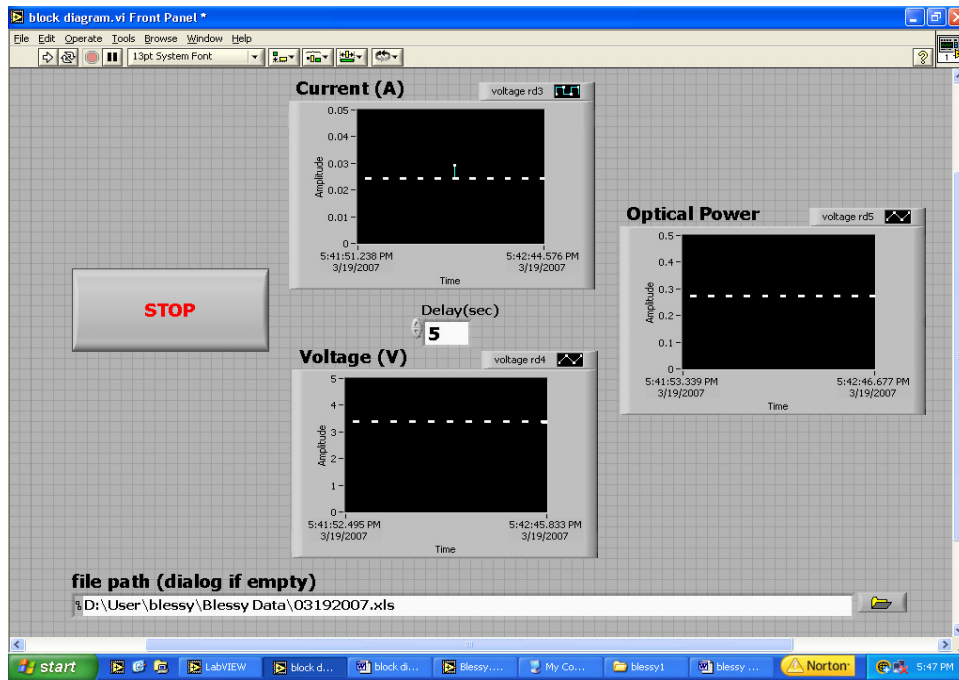 block diagram.vi Front Panel *
File Edit Operate Tools Browse Window Help
13pt System Font
?
1
Current (A)
voltage rd3
0.05
0.04
0.03
0.02
0.01
0
Amplitude
5:41:51.238 PM
3/19/2007
5:42:44.576 PM
3/19/2007
Time
Optical Power
voltage rd5
0.5
0.4
0.3
0.2
0.1
0
Amplitude
5:41:53.339 PM
3/19/2007
5:42:46.677 PM
3/19/2007
Time
STOP
Delay(sec)
5
Voltage (V)
voltage rd4
5
4
3
2
1
0
Amplitude
5:41:52.495 PM
3/19/2007
5:42:45.833 PM
3/19/2007
Time
file path (dialog if empty)
D:\User\blessy\Blessy Data\03192007.xls
start LabVIEW block d... block di... Blessy.... My Co... blessy1 blessy ... Norton 5:47 PM